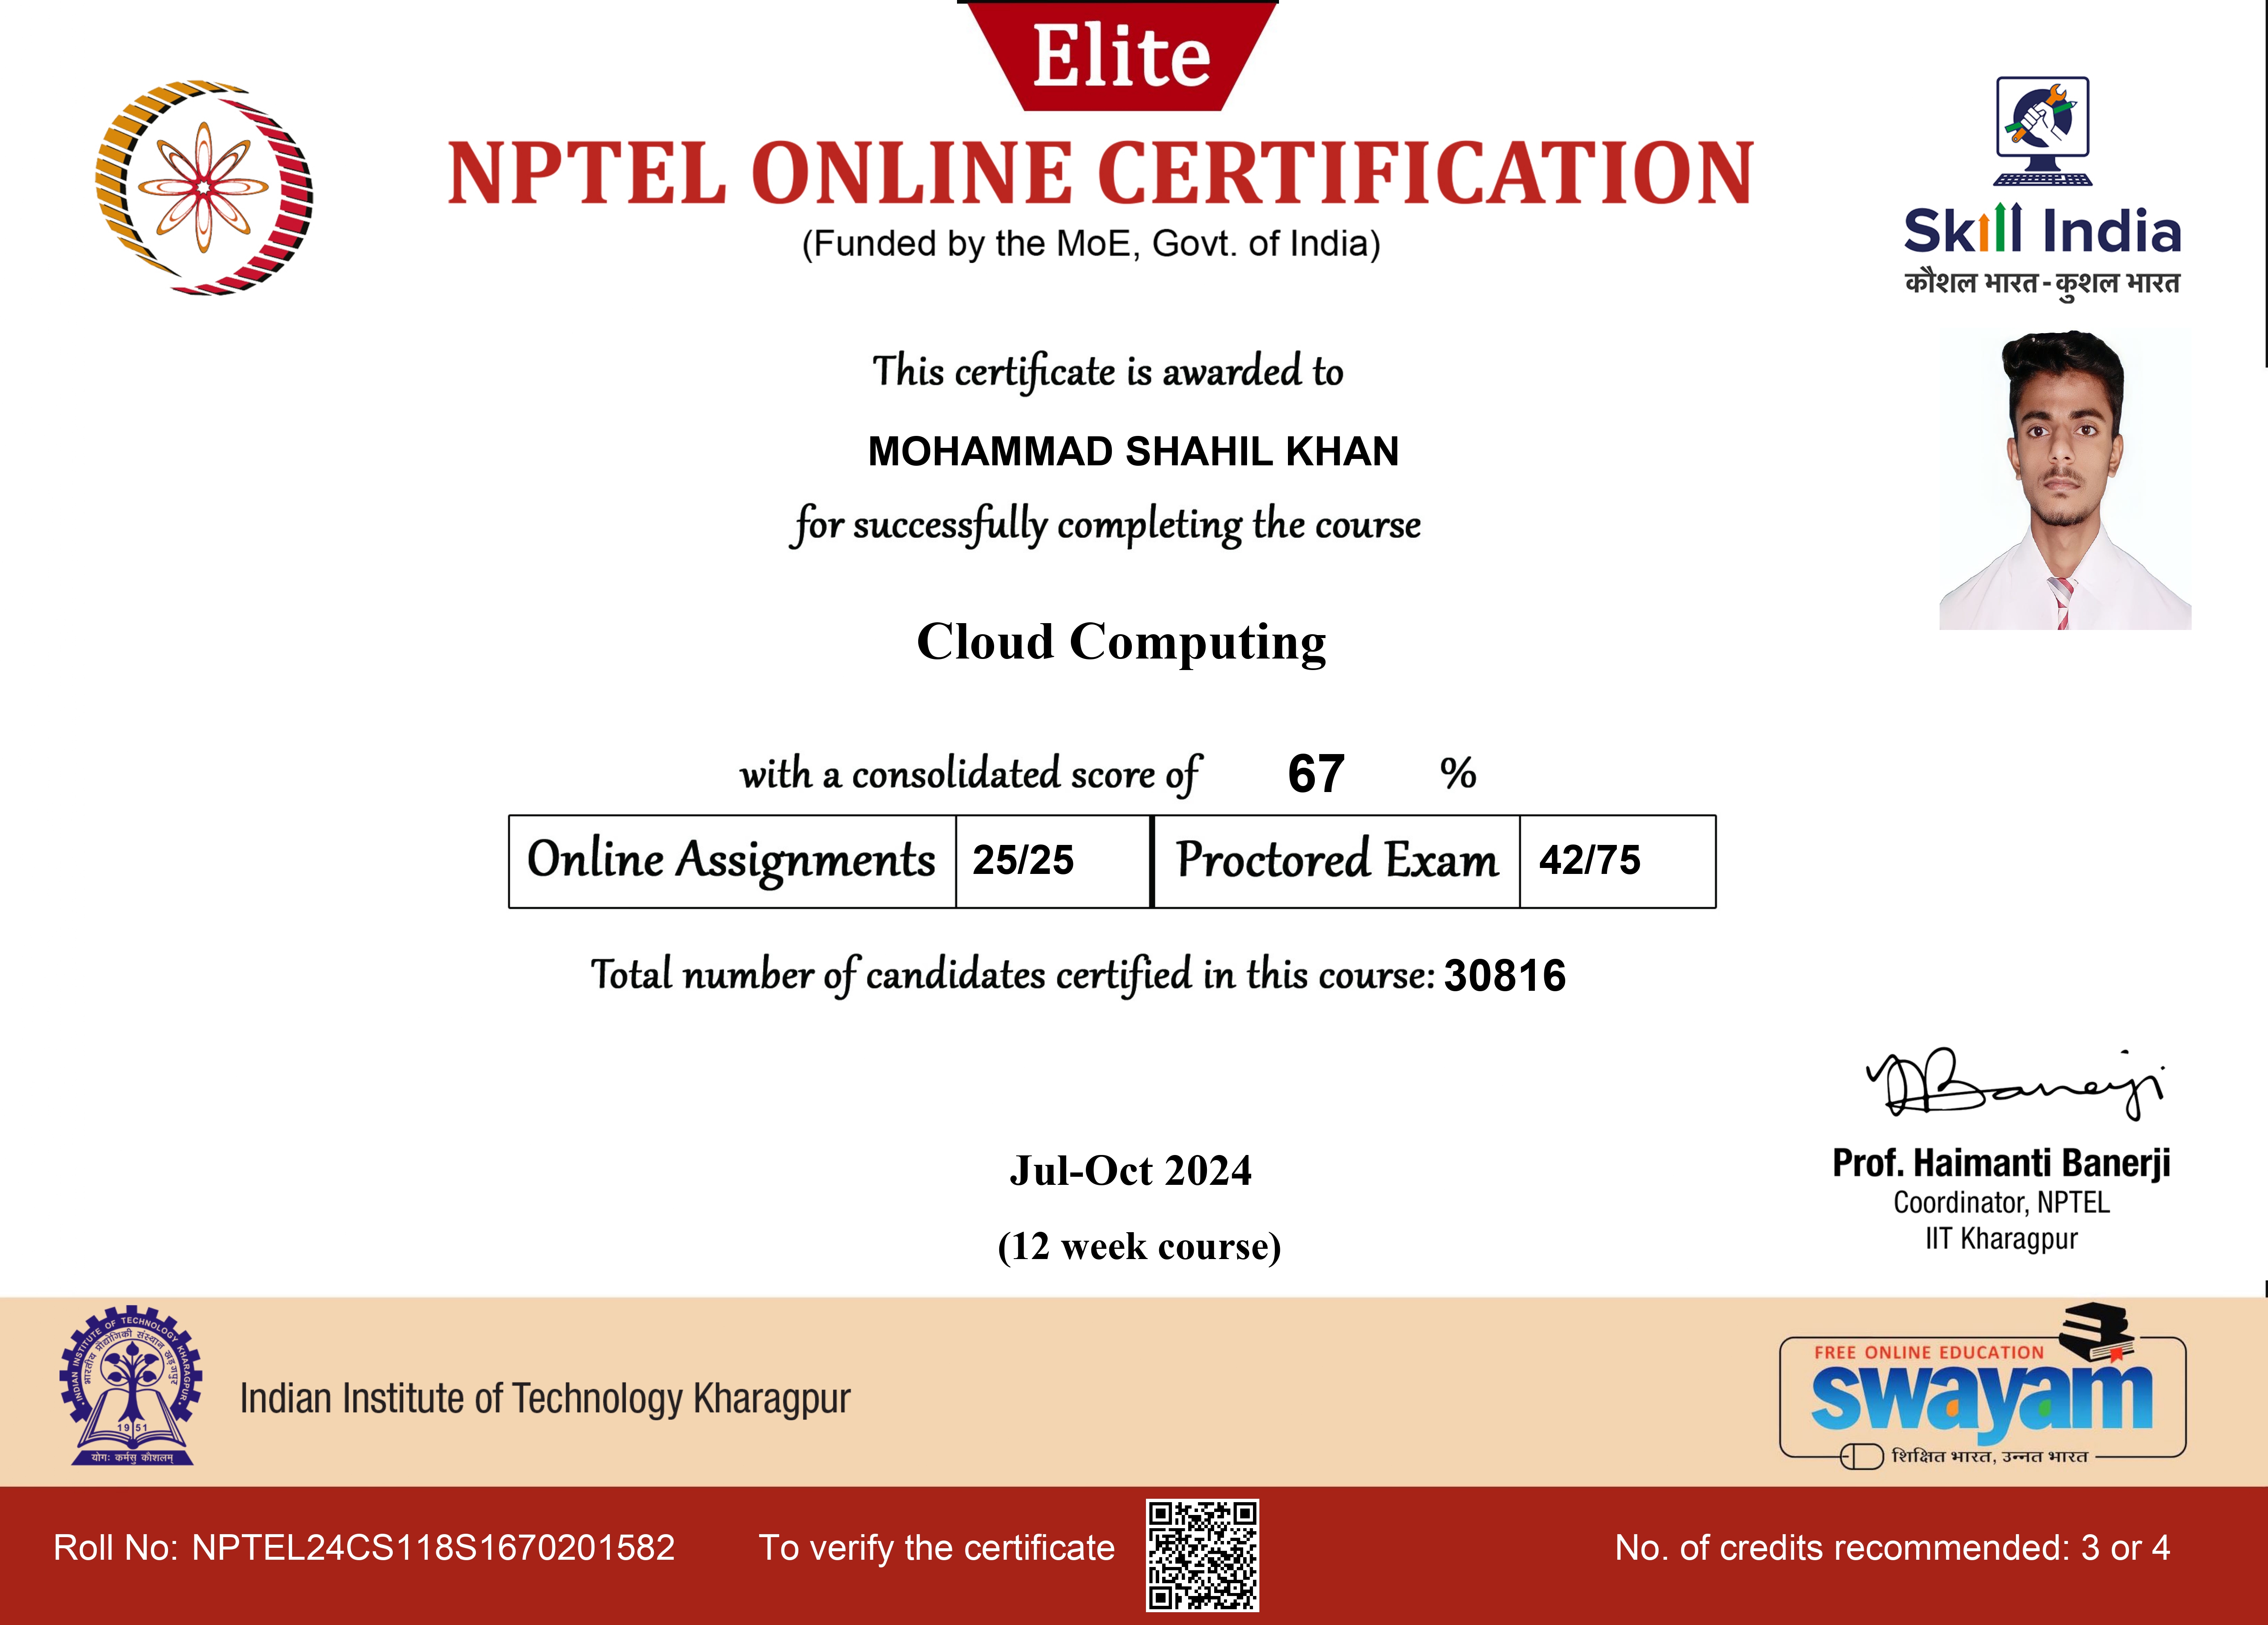 Elite
NPTEL ONLINE CERTIFICATION
(Funded by the MoE, Govt. of India)
Skill India
कौशल भारत - कुशल भारत
This certificate is awarded to
MOHAMMAD SHAHIL KHAN
for successfully completing the course
Cloud Computing
with a consolidated score of 67 %
Online Assignments 25/25 Proctored Exam 42/75
Total number of candidates certified in this course: 30816
Banerji
Prof. Haimanti Banerji
Coordinator, NPTEL
IIT Kharagpur
Jul-Oct 2024
(12 week course)
INDIAN INSTITUTE OF TECHNOLOGY KHARAGPUR
भारतीय प्रौद्योगिकी संस्थान खड़गपुर
1951
योगः कर्मसु कौशलम्
Indian Institute of Technology Kharagpur
FREE ONLINE EDUCATION
swayam
शिक्षित भारत, उन्नत भारत
Roll No: NPTEL24CS118S1670201582
To verify the certificate
No. of credits recommended: 3 or 4